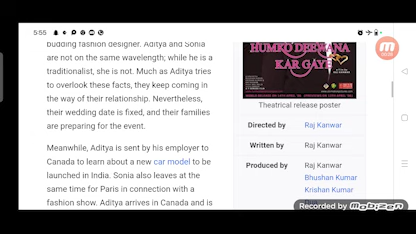 5:55
budding fashion designer. Aditya and Sonia
are not on the same wavelength; while he is a
traditionalist, she is not. Much as Aditya tries
to overlook these facts, they keep coming in
the way of their relationship. Nevertheless,
their wedding date is fixed, and their families
are preparing for the event.
Meanwhile, Aditya is sent by his employer to
Canada to learn about a new car model to be
launched in India. Sonia also leaves at the
same time for Paris in connection with a
fashion show. Aditya arrives in Canada and is
HUMKO DEEWANA
KAR GAYE
Theatrical release poster
Directed by Raj Kanwar
Written by Raj Kanwar
Produced by Raj Kanwar
Bhushan Kumar
Krishan Kumar
Recorded by Mobizen